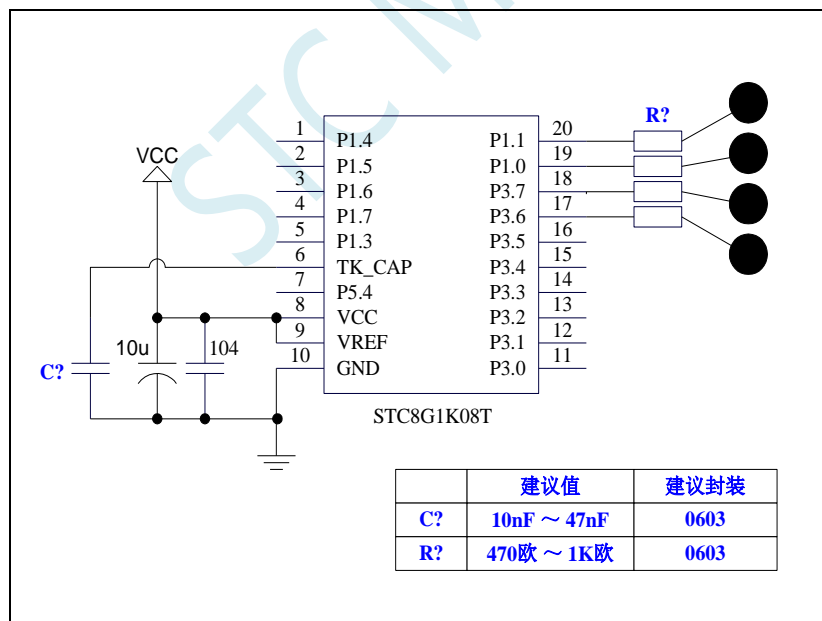 STC M
VCC
10u
104
C?
1 P1.4
2 P1.5
3 P1.6
4 P1.7
5 P1.3
6 TK_CAP
7 P5.4
8 VCC
9 VREF
10 GND
P1.1 20
P1.0 19
P3.7 18
P3.6 17
P3.5 16
P3.4 15
P3.3 14
P3.2 13
P3.1 12
P3.0 11
R?
STC8G1K08T
建议值 建议封装
C? 10nF ~ 47nF 0603
R? 470欧 ~ 1K欧 0603